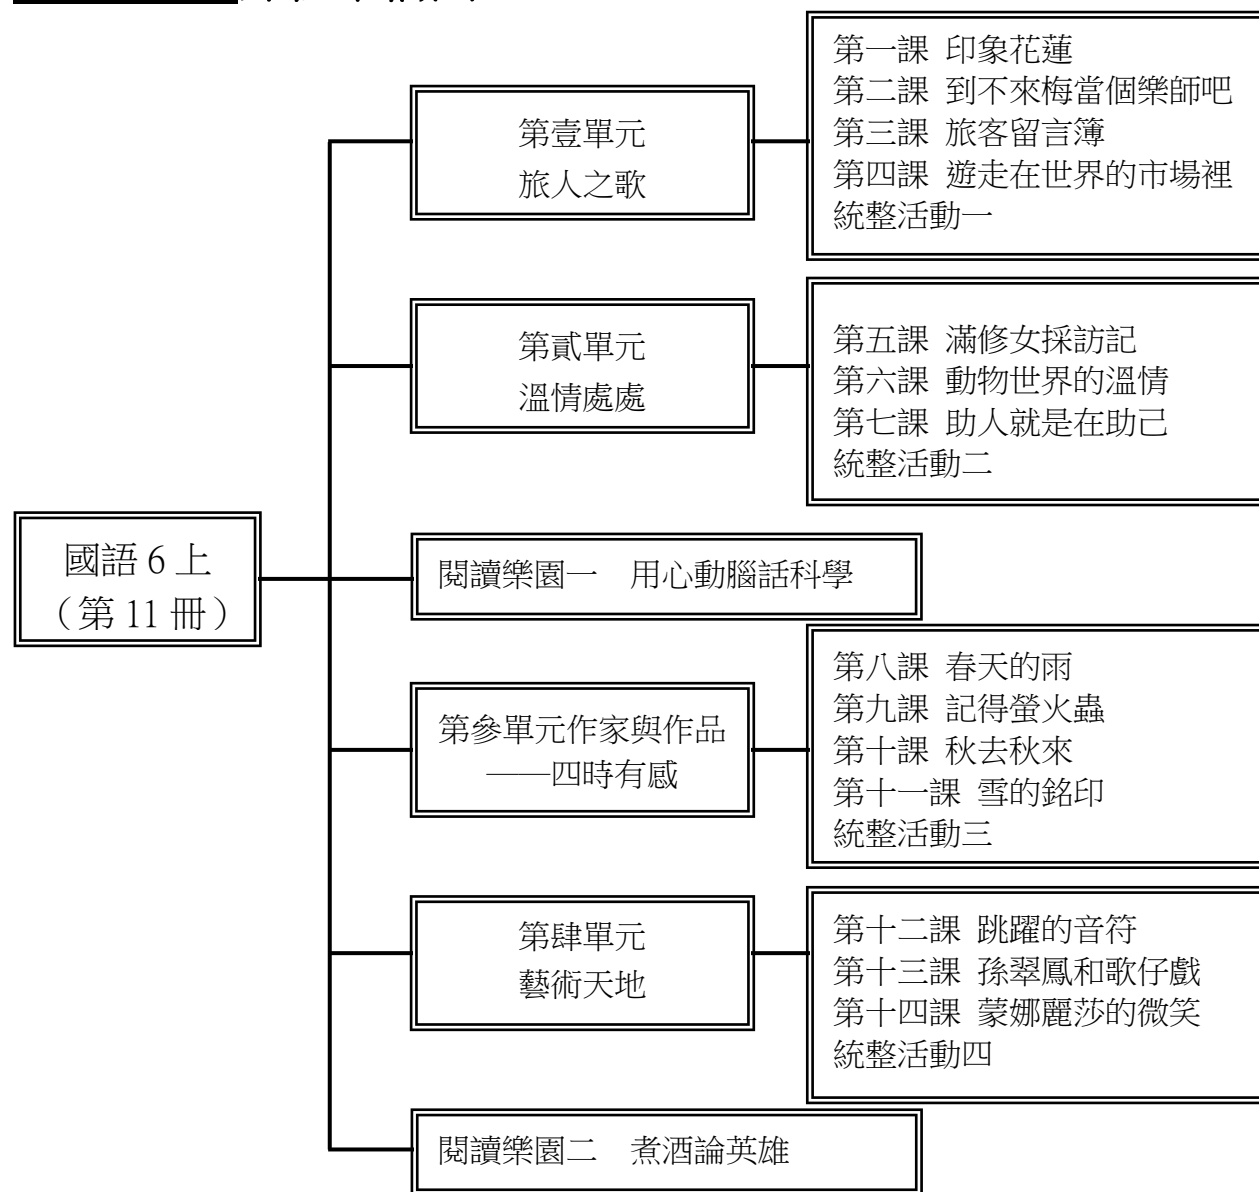 國語 6 上
（第 11 冊）
第壹單元
旅人之歌
第一課 印象花蓮
第二課 到不來梅當個樂師吧
第三課 旅客留言簿
第四課 遊走在世界的市場裡
統整活動一
第貳單元
溫情處處
第五課 滿修女採訪記
第六課 動物世界的溫情
第七課 助人就是在助己
統整活動二
閱讀樂園一　用心動腦話科學
第參單元作家與作品
——四時有感
第八課 春天的雨
第九課 記得螢火蟲
第十課 秋去秋來
第十一課 雪的銘印
統整活動三
第肆單元
藝術天地
第十二課 跳躍的音符
第十三課 孫翠鳳和歌仔戲
第十四課 蒙娜麗莎的微笑
統整活動四
閱讀樂園二　煮酒論英雄